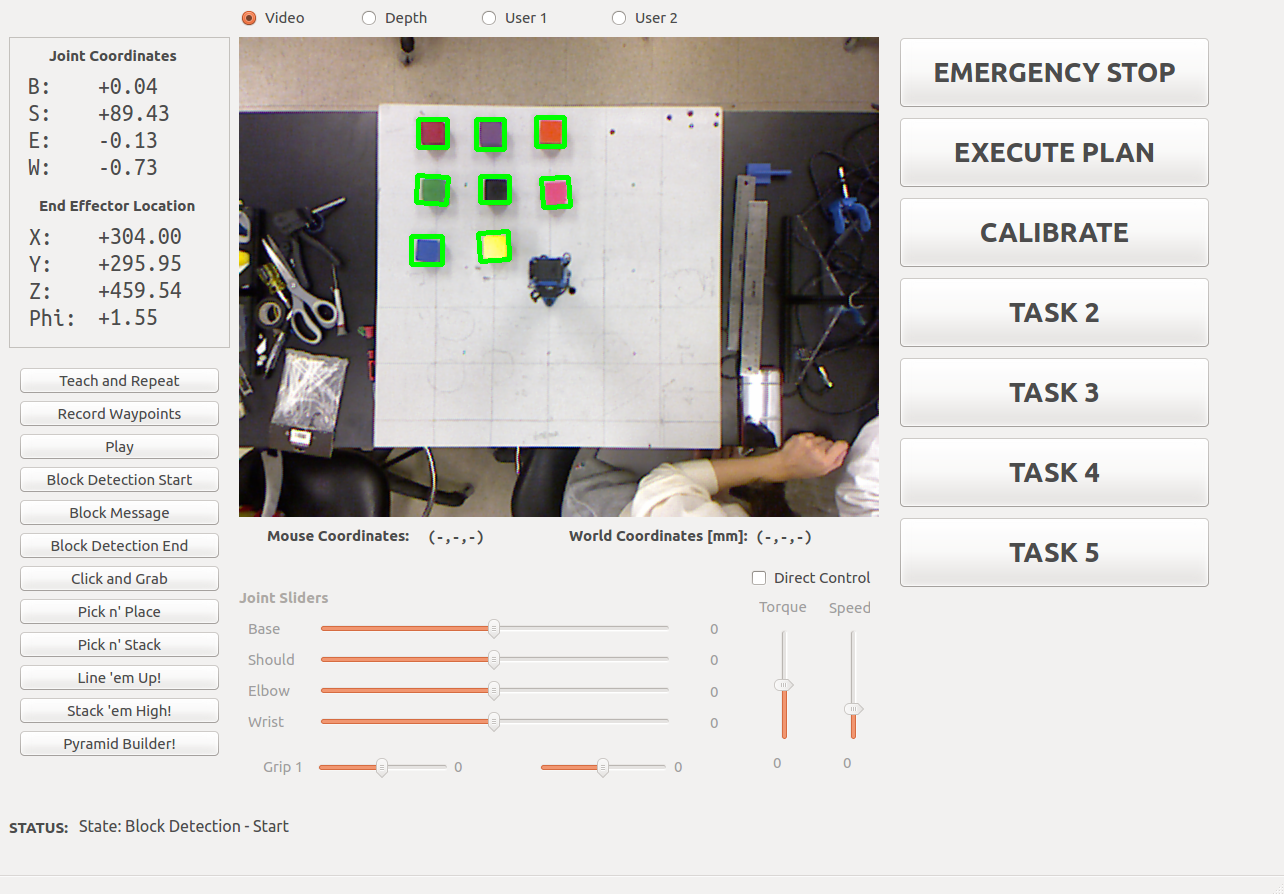 Video Depth User 1 User 2
Joint Coordinates
B: +0.04
S: +89.43
E: -0.13
W: -0.73
End Effector Location
X: +304.00
Y: +295.95
Z: +459.54
Phi: +1.55
Teach and Repeat
Record Waypoints
Play
Block Detection Start
Block Message
Block Detection End
Click and Grab
Pick n' Place
Pick n' Stack
Line 'em Up!
Stack 'em High!
Pyramid Builder!
EMERGENCY STOP
EXECUTE PLAN
CALIBRATE
TASK 2
TASK 3
TASK 4
TASK 5
Mouse Coordinates: (-,-,-) World Coordinates [mm]: (-,-,-)
Direct Control
Joint Sliders
Torque Speed
Base 0
Should 0
Elbow 0
Wrist 0
Grip 1 0 0
0 0
STATUS: State: Block Detection - Start